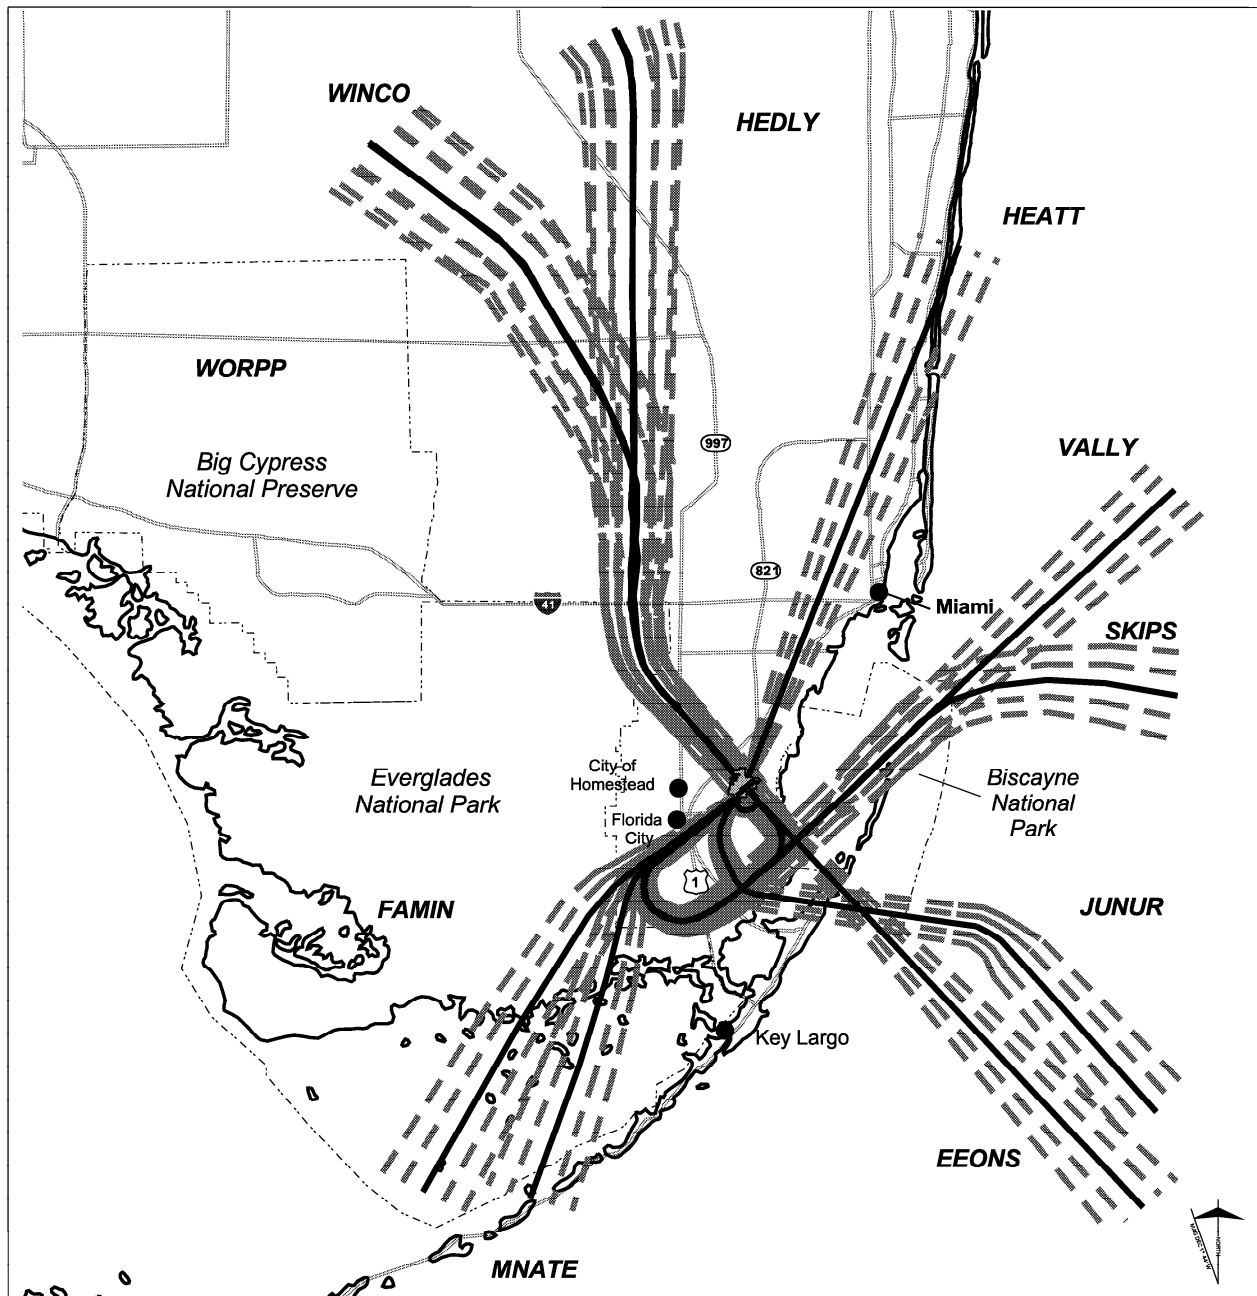 WINCO
HEDLY
HEATT
WORPP
997
VALLY
Big Cypress
National Preserve
821
41
Miami
SKIPS
City of
Homestead
Everglades
National Park
Biscayne
National
Park
Florida
City
1
FAMIN
JUNUR
Key Largo
EEONS
MNATE
NORTH